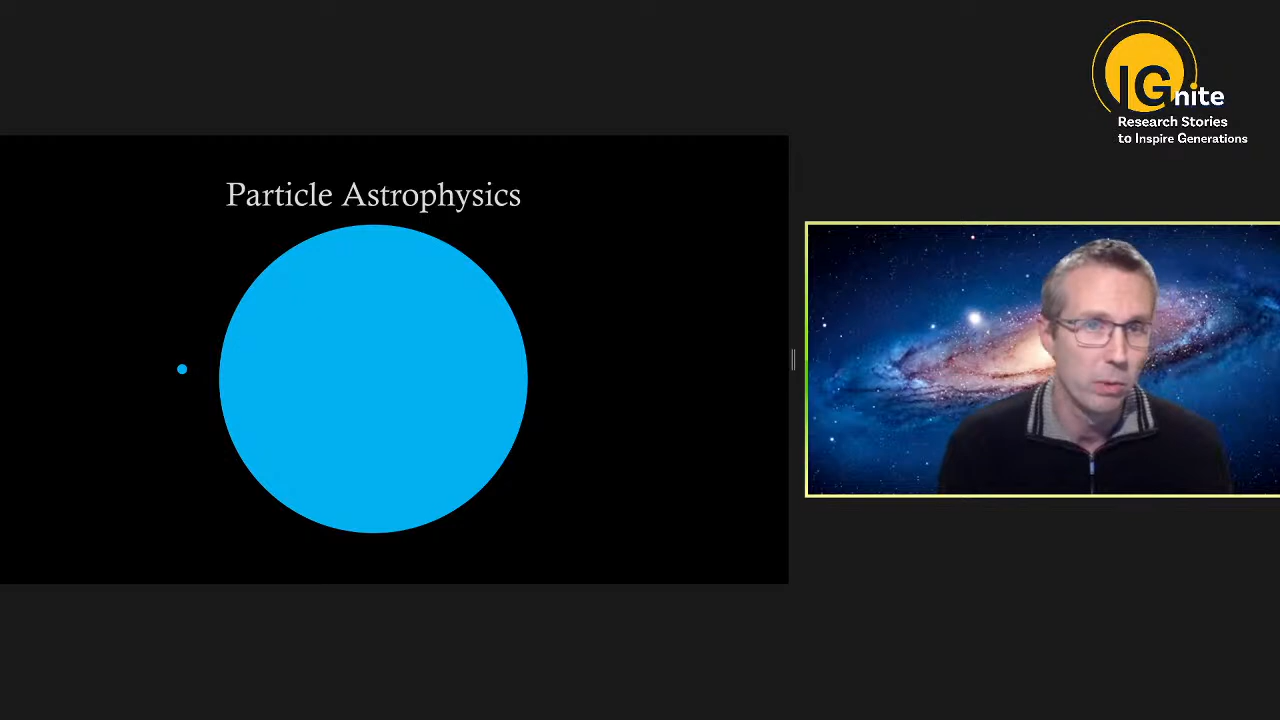 IGnite
Research Stories
to Inspire Generations
Particle Astrophysics